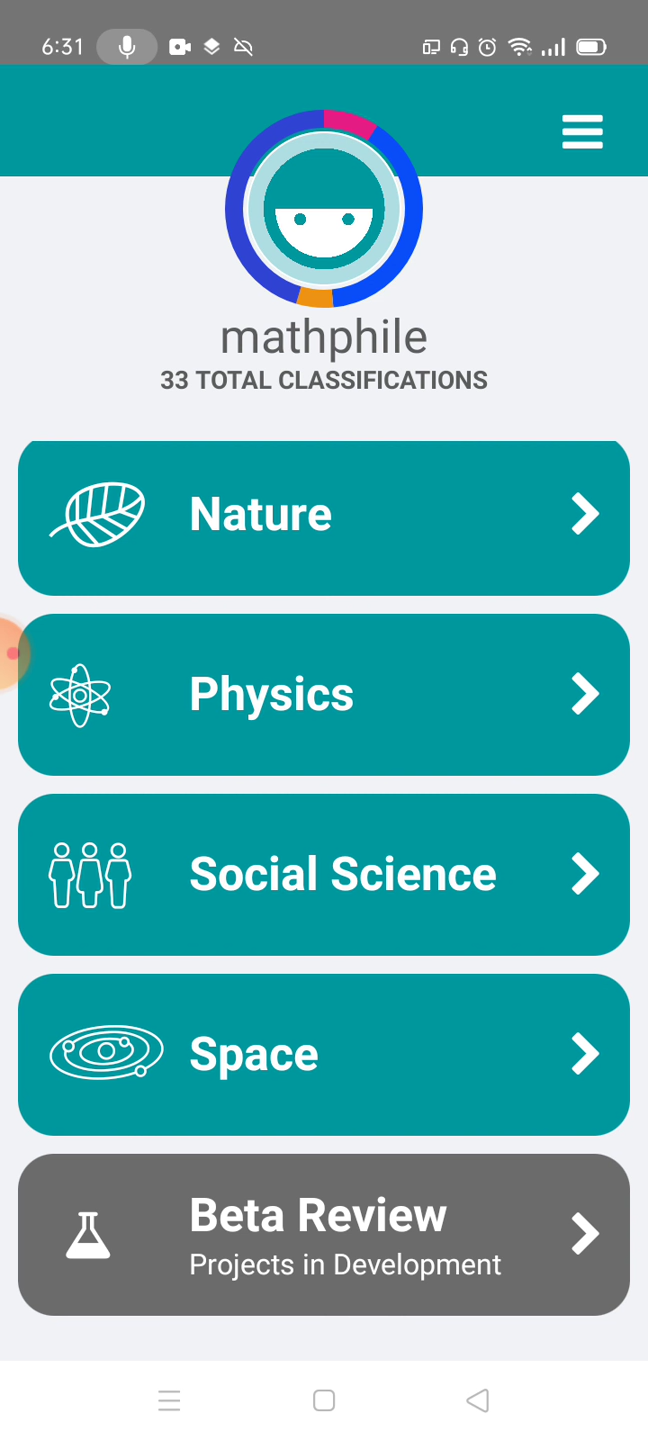 6:31
mathphile
33 TOTAL CLASSIFICATIONS
Nature
Physics
Social Science
Space
Beta Review
Projects in Development